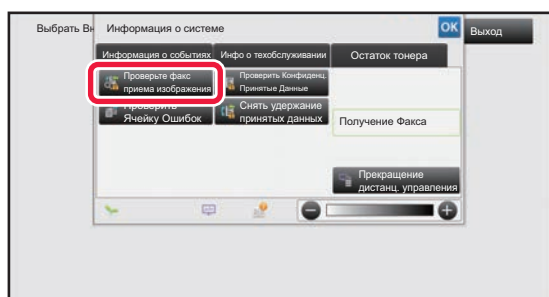 Выбрать Вн
Информация о системе
OK
Выход
Информация о событиях
Инфо о техобслуживании
Остаток тонера
Проверьте факс
приема изображения
Проверить Конфиденц.
Принятые Данные
Проверить
Ячейку Ошибок
Снять удержание
принятых данных
Получение Факса
Прекращение
дистанц. управления